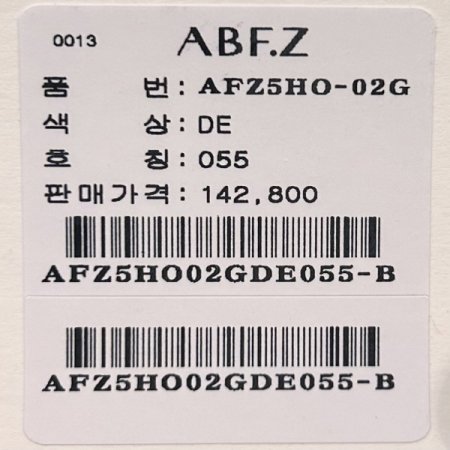 0013 ABF.Z
품 번 : AFZ5HO-02G
색 상 : DE
호 칭 : 055
판매가격 : 142,800
AFZ5HO02GDE055-B
AFZ5HO02GDE055-B